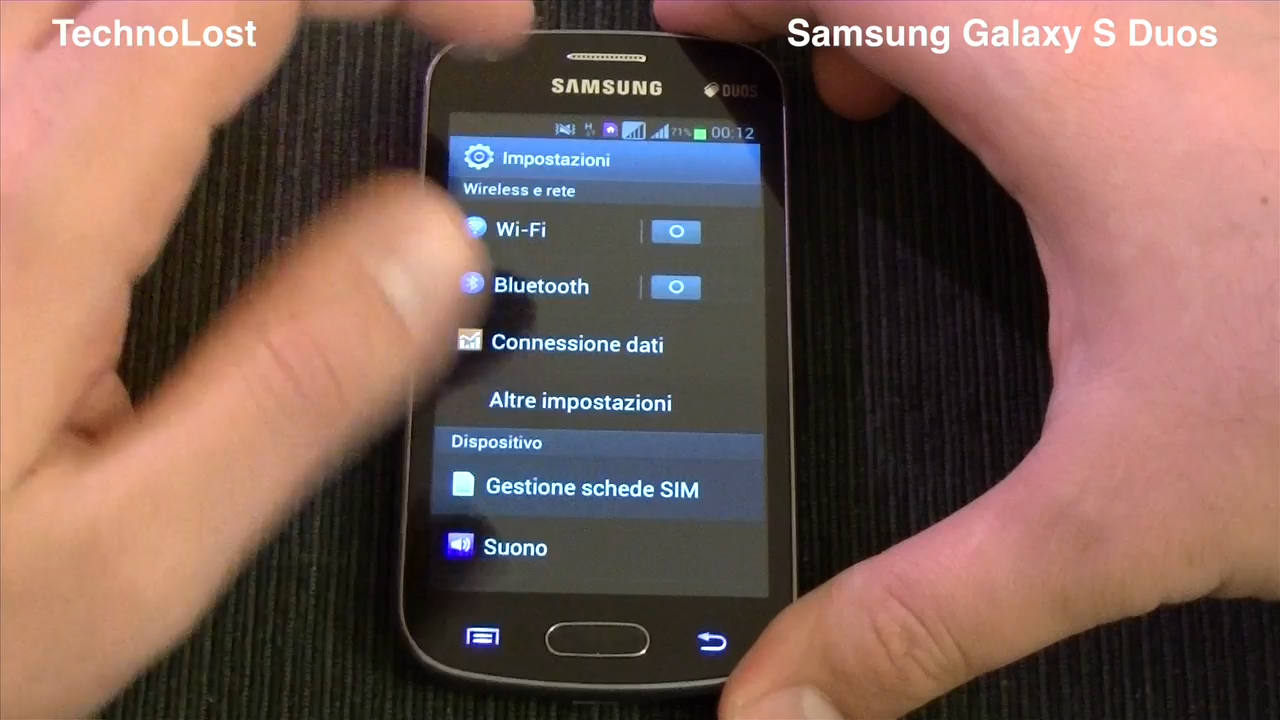 TechnoLost
Samsung Galaxy S Duos
SAMSUNG
DUOS
H 71% 00:12
Impostazioni
Wireless e rete
Wi-Fi
Bluetooth
Connessione dati
Altre impostazioni
Dispositivo
Gestione schede SIM
Suono